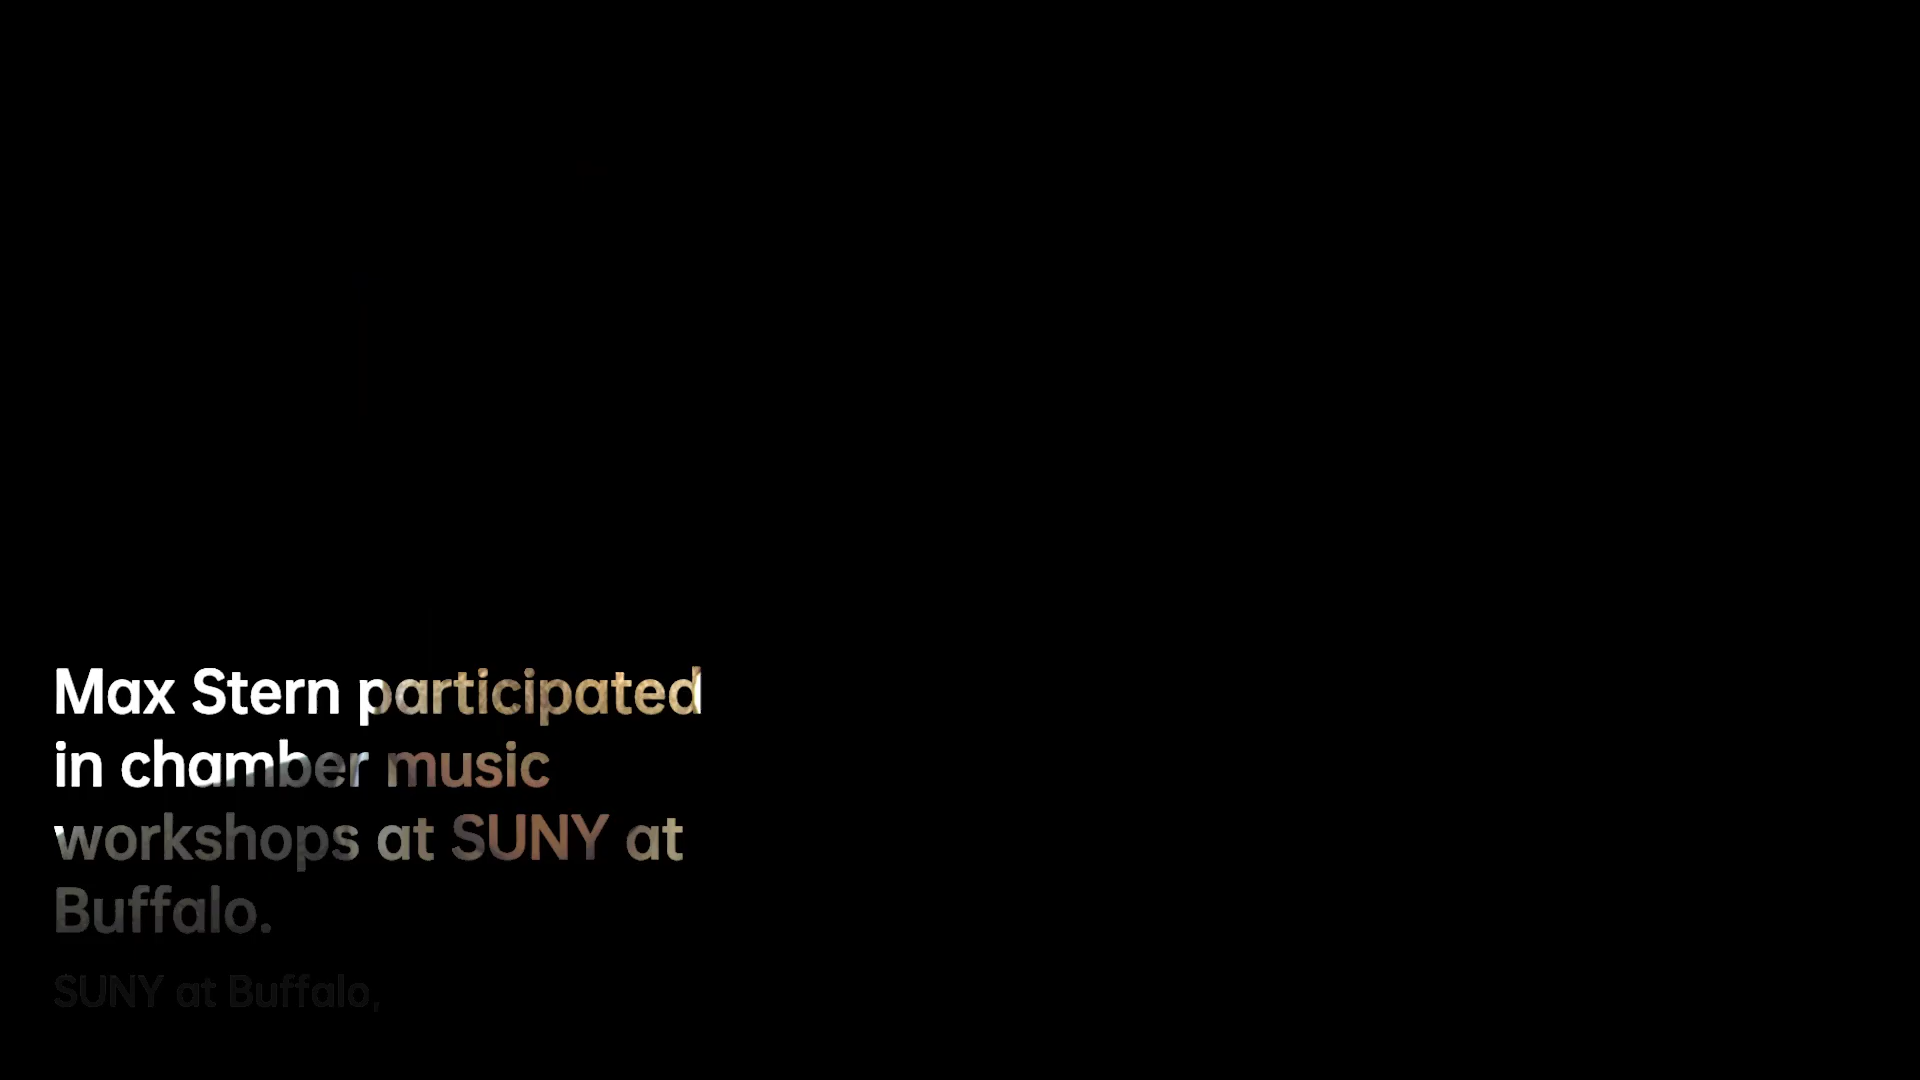 Max Stern participated
in chamber music
workshops at SUNY at
Buffalo.
SUNY at Buffalo,